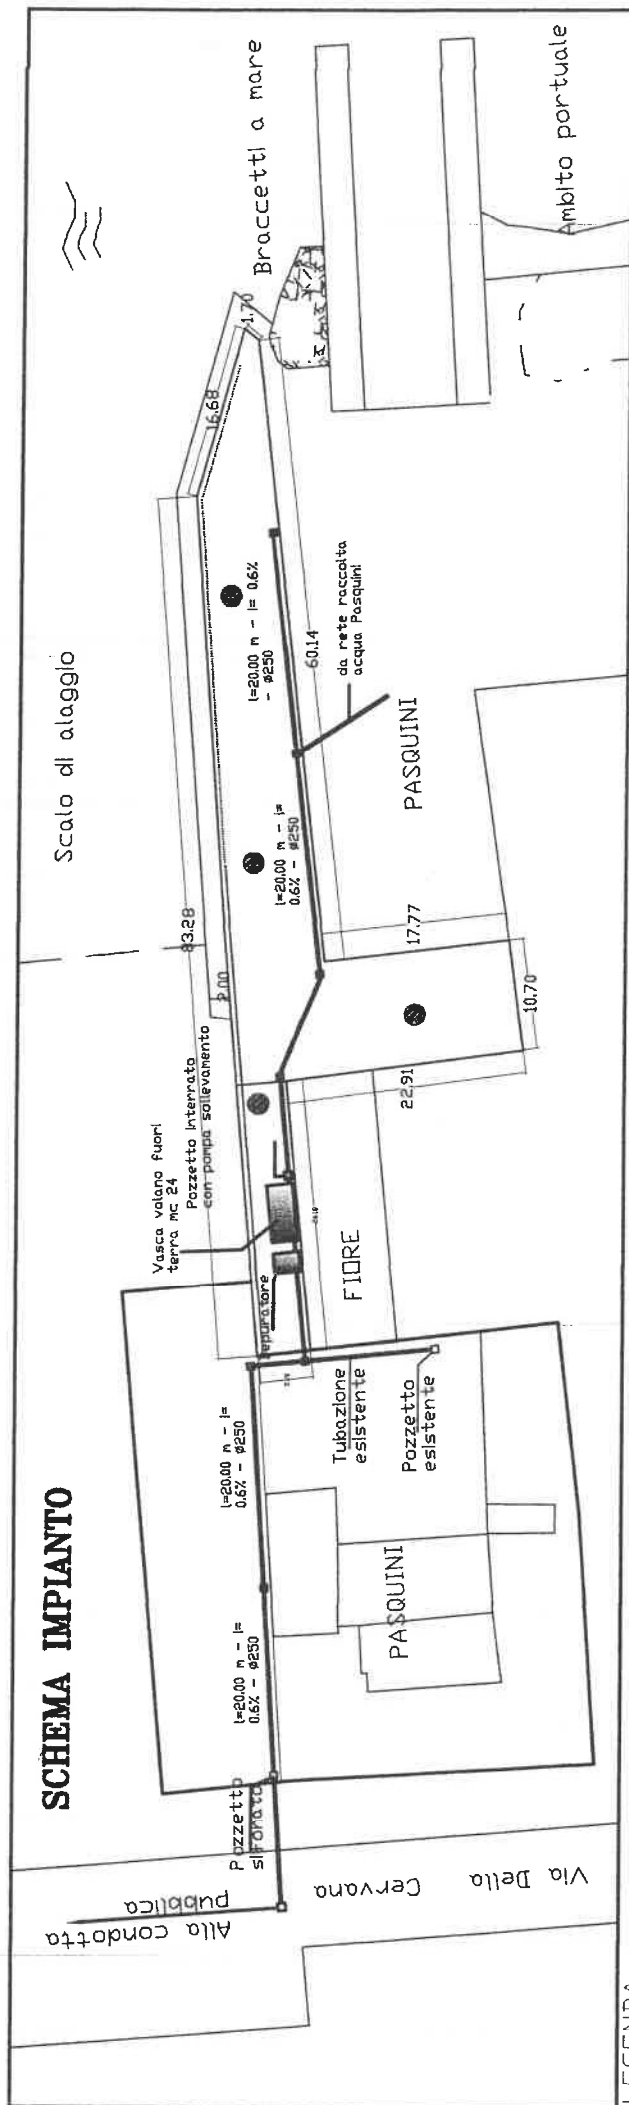 SCHEMA IMPIANTO
Scalo di alaggio
Braccetti a mare
Ambito portuale
83.28
16.68
1.70
2.00
60.14
17.77
10.70
22.91
l=20.00 m - i= 0.6%
- ø250
l=20.00 m - i=
0.6% - ø250
da rete raccolta
acqua Pasquini
PASQUINI
Vasca volano fuori
terra mc 24
Pozzetto interrato
con pompa sollevamento
FIORE
Tubazione
esistente
Pozzetto
esistente
l=20.00 m - i=
0.6% - ø250
l=20.00 m - i=
0.6% - ø250
PASQUINI
Pozzetto
sifonato
Alla condotta
pubblica
Via Della Cervana
LEGENDA